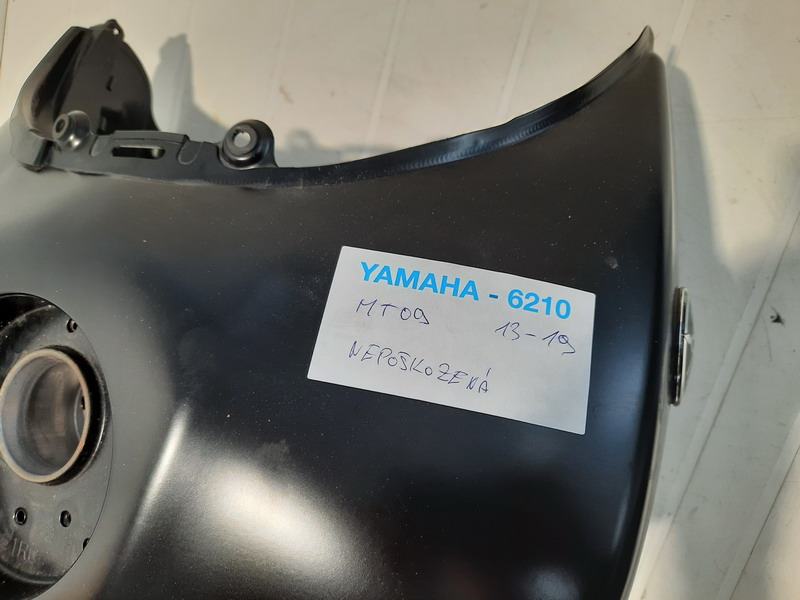 YAMAHA - 6210
MT09 13-19
NEPOŠKOZENÁ